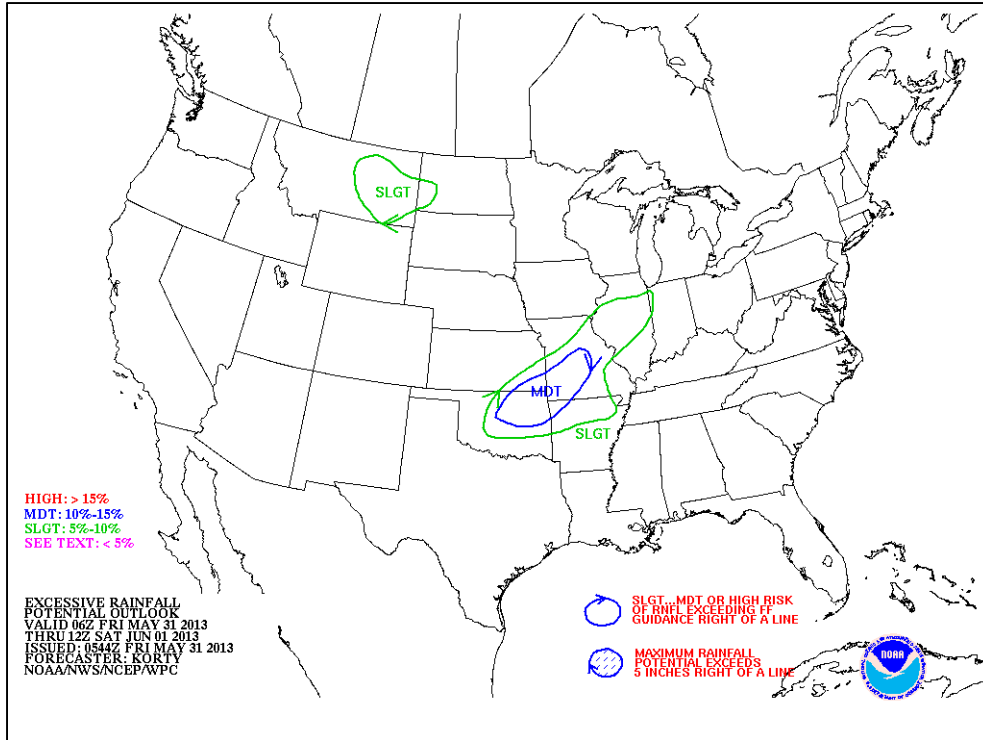 SLGT
MDT
SLGT
HIGH: > 15%
MDT: 10%-15%
SLGT: 5%-10%
SEE TEXT: < 5%
EXCESSIVE RAINFALL
POTENTIAL OUTLOOK
VALID 06Z FRI MAY 31 2013
THRU 12Z SAT JUN 01 2013
ISSUED: 0544Z FRI MAY 31 2013
FORECASTER: KORTY
NOAA/NWS/NCEP/WPC
SLGT...MDT OR HIGH RISK
OF RNFL EXCEEDING FF
GUIDANCE RIGHT OF A LINE
MAXIMUM RAINFALL
POTENTIAL EXCEEDS
5 INCHES RIGHT OF A LINE
NOAA